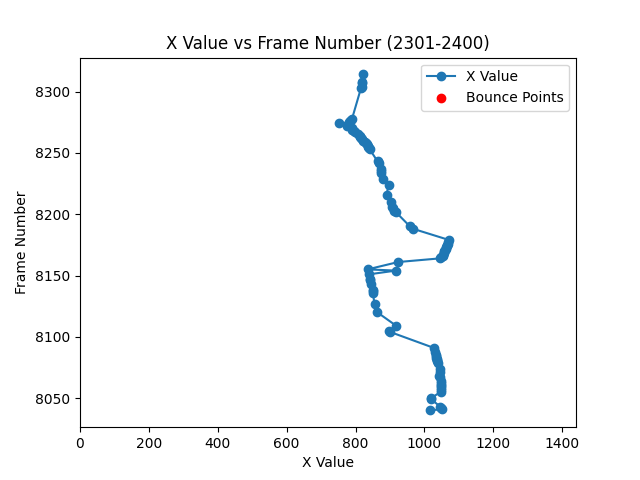 X Value vs Frame Number (2301-2400)
X Value
Bounce Points
Frame Number
8300
8250
8200
8150
8100
8050
0 200 400 600 800 1000 1200 1400
X Value